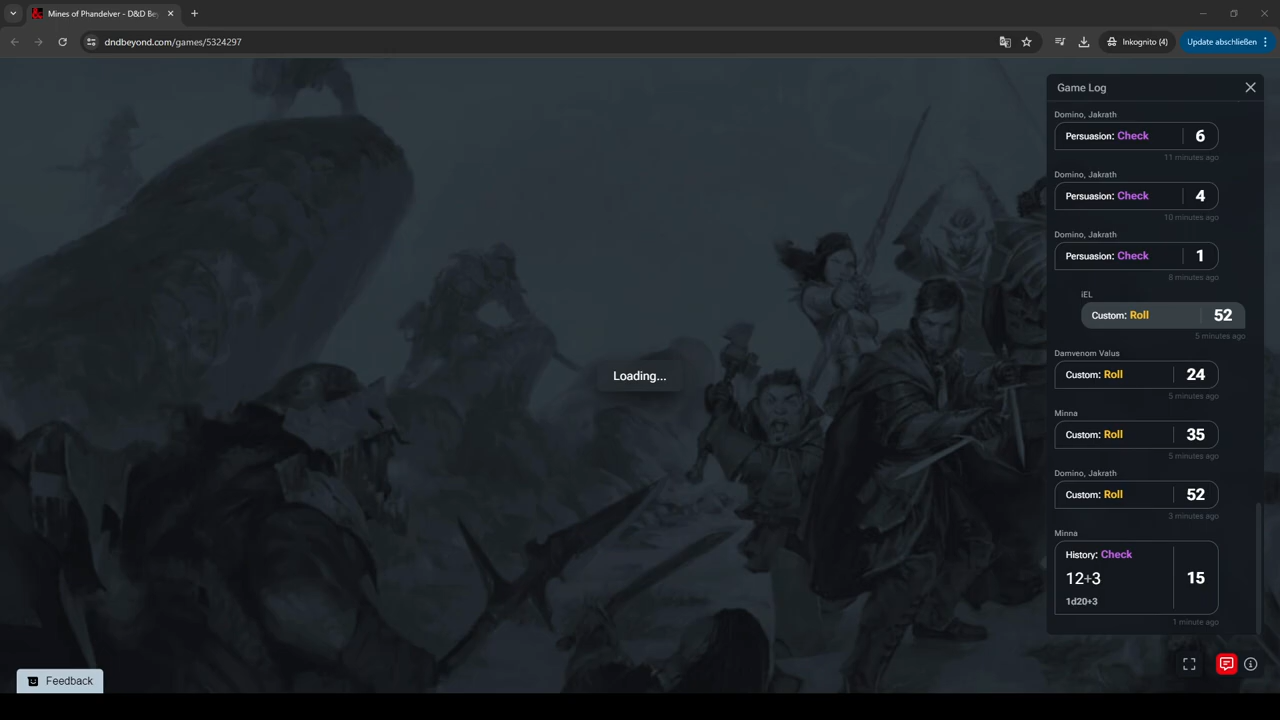 Mines of Phandelver - D&D Be
dndbeyond.com/games/5324297
Inkognito (4)
Update abschließen
Game Log
Domino, Jakrath
Persuasion: Check 6
11 minutes ago
Domino, Jakrath
Persuasion: Check 4
10 minutes ago
Domino, Jakrath
Persuasion: Check 1
8 minutes ago
iEL
Custom: Roll 52
5 minutes ago
Damvenom Valus
Custom: Roll 24
5 minutes ago
Minna
Custom: Roll 35
5 minutes ago
Domino, Jakrath
Custom: Roll 52
3 minutes ago
Minna
History: Check
12+3 15
1d20+3
1 minute ago
Loading...
Feedback